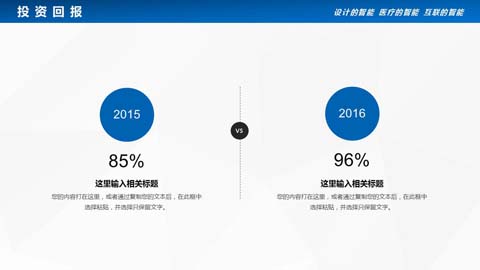 投资回报
设计的智能 医疗的智能 互联的智能
2015
85%
这里输入相关标题
您的内容打在这里，或者通过复制您的文本后，在此框中
选择粘贴，并选择只保留文字。
VS
2016
96%
这里输入相关标题
您的内容打在这里，或者通过复制您的文本后，在此框中
选择粘贴，并选择只保留文字。